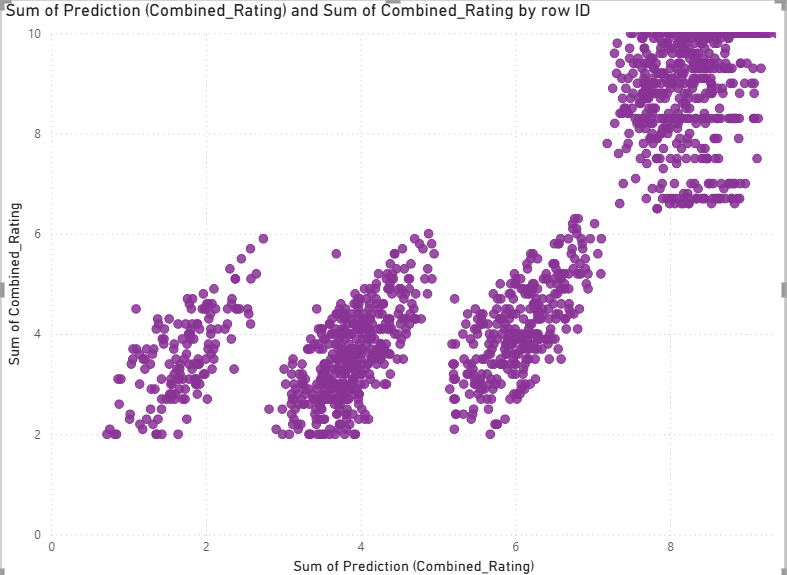 Sum of Prediction (Combined_Rating) and Sum of Combined_Rating by row ID
10
8
6
4
2
0
Sum of Combined_Rating
0 2 4 6 8
Sum of Prediction (Combined_Rating)